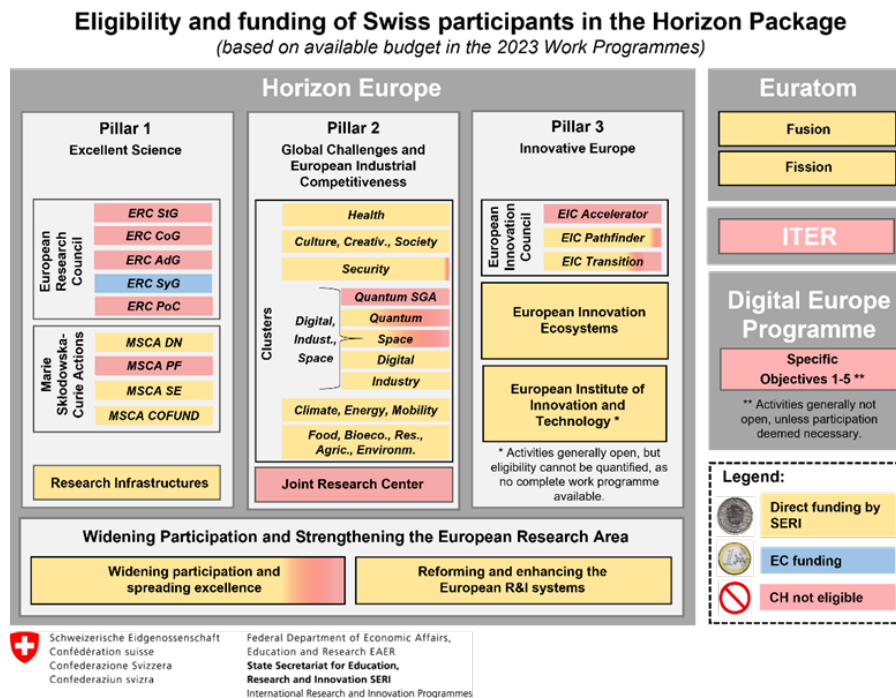 Eligibility and funding of Swiss participants in the Horizon Package
(based on available budget in the 2023 Work Programmes)
Horizon Europe
Pillar 1
Excellent Science
European
Research
Council
ERC StG
ERC CoG
ERC AdG
ERC SyG
ERC PoC
Marie
Sklodowska-
Curie Actions
MSCA DN
MSCA PF
MSCA SE
MSCA COFUND
Research Infrastructures
Pillar 2
Global Challenges and
European Industrial
Competitiveness
Clusters
Health
Culture, Creativ., Society
Security
Digital,
Indust.,
Space
Quantum SGA
Quantum
Space
Digital
Industry
Climate, Energy, Mobility
Food, Bioeco., Res.,
Agric., Environm.
Joint Research Center
Pillar 3
Innovative Europe
European
Innovation
Council
EIC Accelerator
EIC Pathfinder
EIC Transition
European Innovation
Ecosystems
European Institute of
Innovation and
Technology *
* Activities generally open, but
eligibility cannot be quantified, as
no complete work programme
available.
Widening Participation and Strengthening the European Research Area
Widening participation and
spreading excellence
Reforming and enhancing the
European R&I systems
Euratom
Fusion
Fission
ITER
Digital Europe
Programme
Specific
Objectives 1-5 **
** Activities generally not
open, unless participation
deemed necessary.
Legend:
Direct funding by
SERI
EC funding
CH not eligible
Schweizerische Eidgenossenschaft
Confédération suisse
Confederazione Svizzera
Confederaziun svizra
Federal Department of Economic Affairs,
Education and Research EAER
State Secretariat for Education,
Research and Innovation SERI
International Research and Innovation Programmes